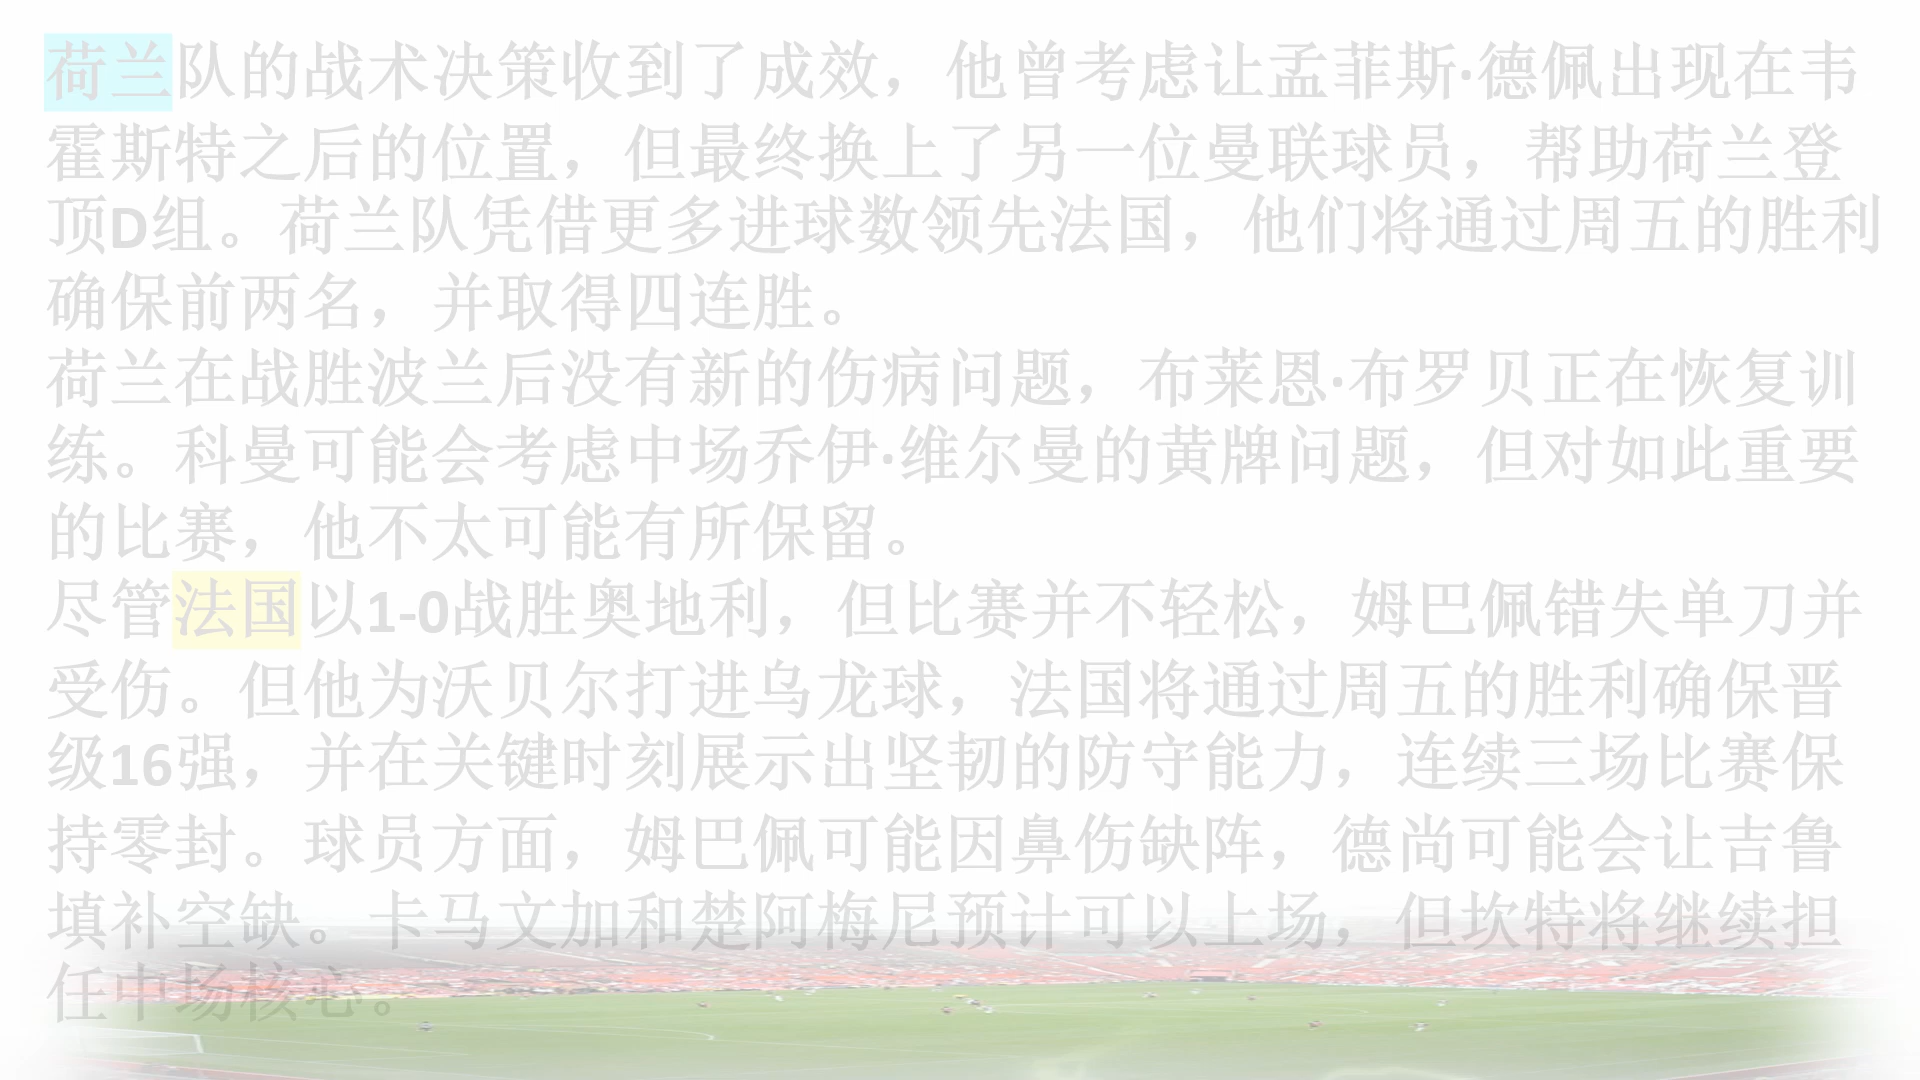 荷兰队的战术决策收到了成效，他曾考虑让孟菲斯·德佩出现在韦
霍斯特之后的位置，但最终换上了另一位曼联球员，帮助荷兰登
顶D组。荷兰队凭借更多进球数领先法国，他们将通过周五的胜利
确保前两名，并取得四连胜。
荷兰在战胜波兰后没有新的伤病问题，布莱恩·布罗贝正在恢复训
练。科曼可能会考虑中场乔伊·维尔曼的黄牌问题，但对如此重要
的比赛，他不太可能有所保留。
尽管法国以1-0战胜奥地利，但比赛并不轻松，姆巴佩错失单刀并
受伤。但他为沃贝尔打进乌龙球，法国将通过周五的胜利确保晋
级16强，并在关键时刻展示出坚韧的防守能力，连续三场比赛保
持零封。球员方面，姆巴佩可能因鼻伤缺阵，德尚可能会让吉鲁
填补空缺。卡马文加和楚阿梅尼预计可以上场，但坎特将继续担
任中场核心。